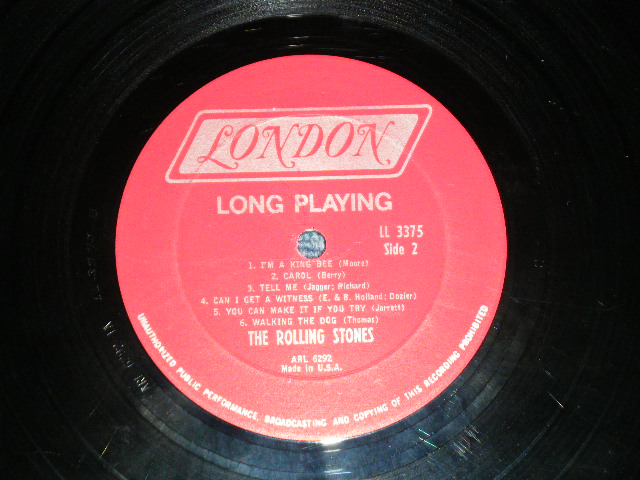 LONDON
LONG PLAYING
LL 3375
Side 2
1. I'M A KING BEE (Moore)
2. CAROL (Berry)
3. TELL ME (Jagger; Richard)
4. CAN I GET A WITNESS (E. & B. Holland; Dozier)
5. YOU CAN MAKE IT IF YOU TRY (Jarrett)
6. WALKING THE DOG (Thomas)
THE ROLLING STONES
ARL 6292
Made in U.S.A.
UNAUTHORIZED PUBLIC PERFORMANCE, BROADCASTING AND COPYING OF THIS RECORDING PROHIBITED